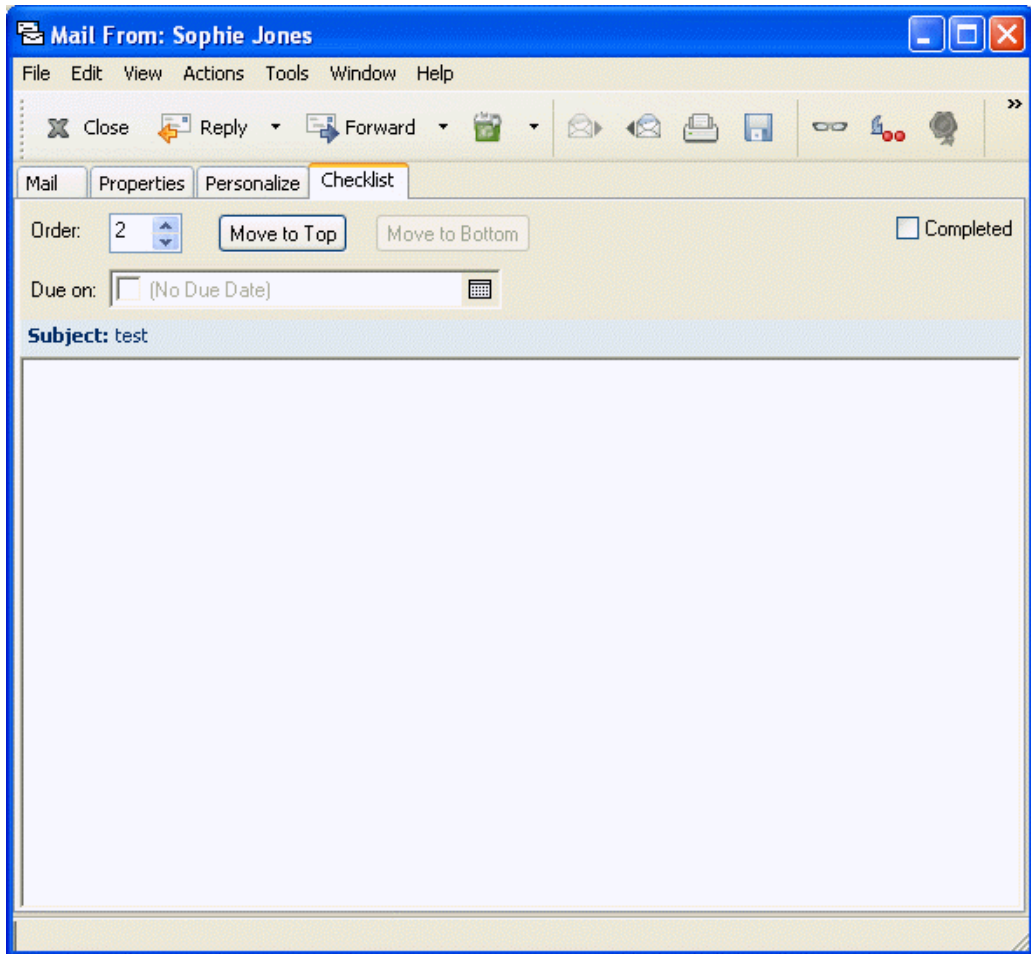 Mail From: Sophie Jones
File Edit View Actions Tools Window Help
Close Reply Forward
Mail Properties Personalize Checklist
Order: 2 Move to Top Move to Bottom Completed
Due on: (No Due Date)
Subject: test